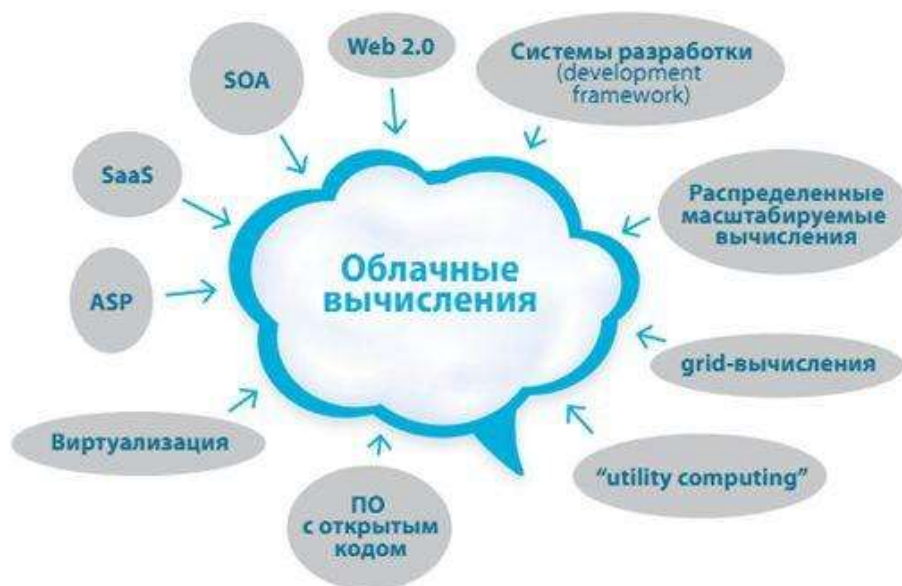 Web 2.0
Системы разработки
(development
framework)
SOA
SaaS
Распределенные
масштабируемые
вычисления
Облачные
вычисления
ASP
grid-вычисления
Виртуализация
"utility computing"
ПО
с открытым
кодом